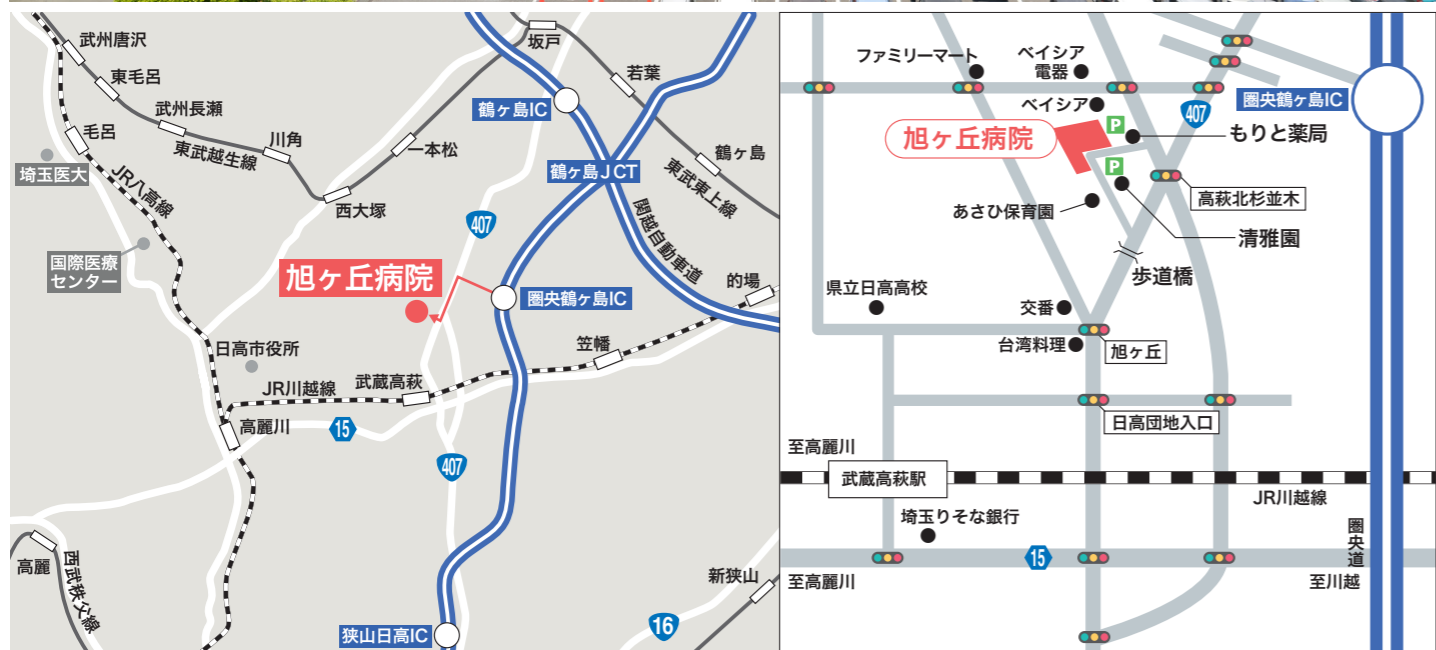 武州唐沢
東毛呂
武州長瀬
川角
東武越生線
毛呂
埼玉医大
JR八高線
国際医療
センター
西大塚
一本松
坂戸
若葉
鶴ヶ島IC
鶴ヶ島JCT
鶴ヶ島
東武東上線
関越自動車道
407
旭ヶ丘病院
圏央鶴ヶ島IC
的場
笠幡
日高市役所
JR川越線
武蔵高萩
高麗川
15
407
高麗
西武秩父線
狭山日高IC
新狭山
16
ファミリーマート
ベイシア
電器
ベイシア
旭ヶ丘病院
P
P
407
圏央鶴ヶ島IC
もりと薬局
高萩北杉並木
あさひ保育園
清雅園
歩道橋
県立日高高校
交番
台湾料理
旭ヶ丘
日高団地入口
至高麗川
武蔵高萩駅
JR川越線
埼玉りそな銀行
15
圏央道
至高麗川
至川越